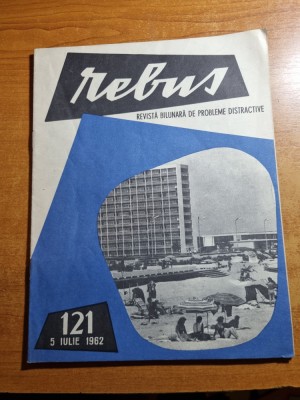 rebus
REVISTĂ BILUNARĂ DE PROBLEME DISTRACTIVE
121
5 IULIE 1962